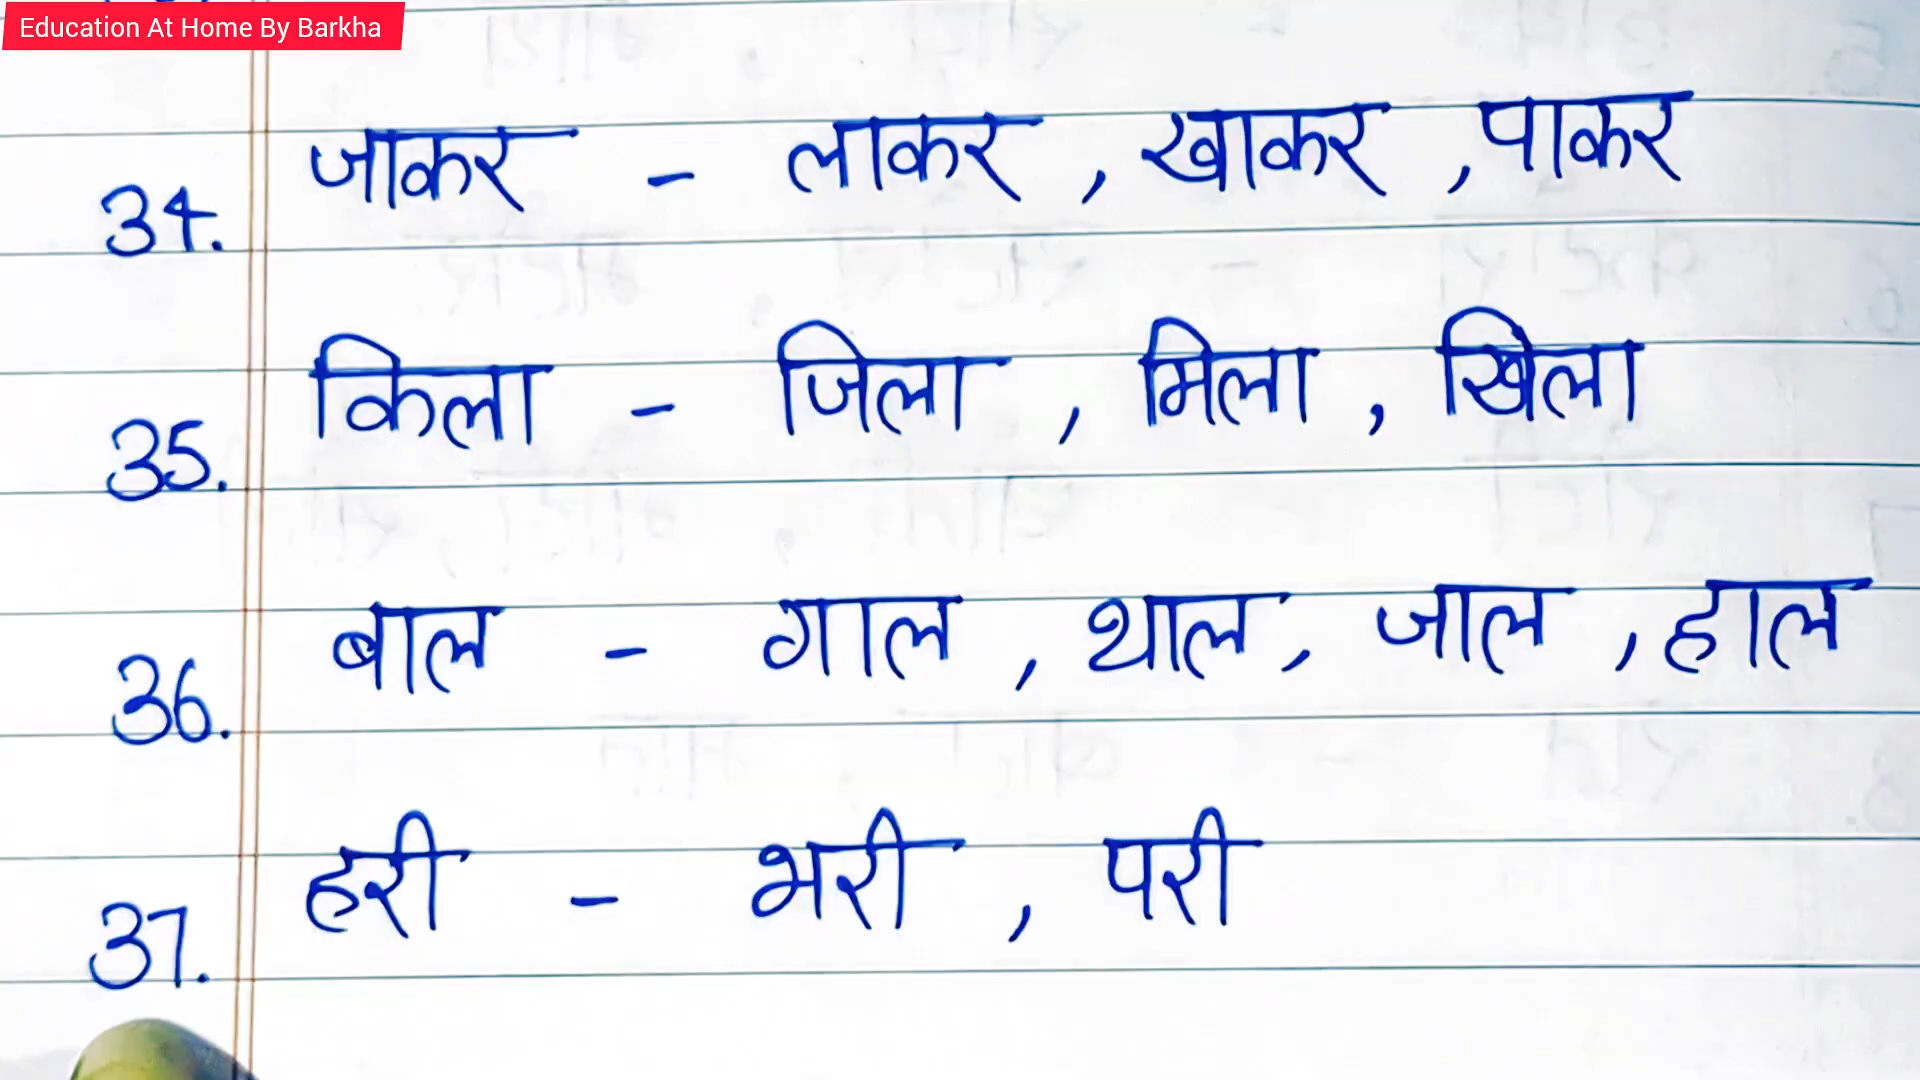 Education At Home By Barkha
34. जाकर - लाकर , खाकर , पाकर
35. किला - जिला , मिला , खिला
36. बाल - गाल , थाल , जाल , हाल
37. हरी - भरी , परी